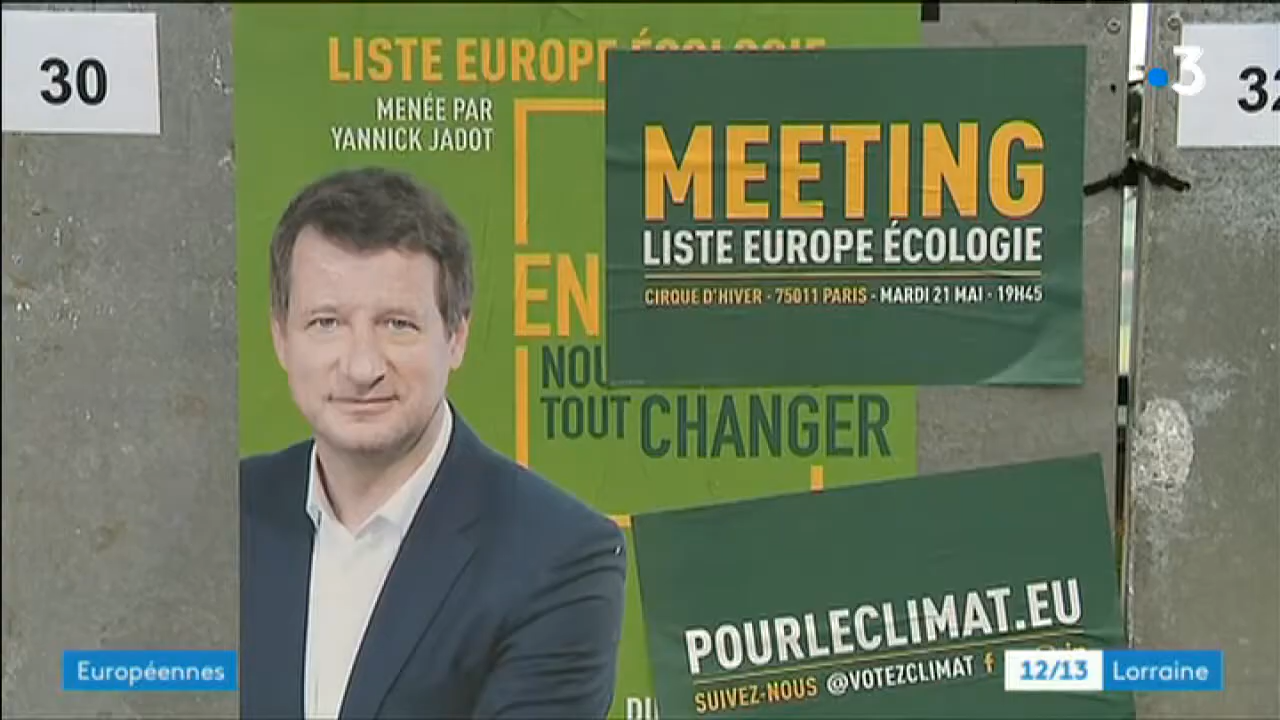 30
LISTE EUROPE ÉCOLOGIE
MENÉE PAR
YANNICK JADOT
EN
NOU
TOUT CHANGER
MEETING
LISTE EUROPE ÉCOLOGIE
CIRQUE D'HIVER - 75011 PARIS - MARDI 21 MAI - 19H45
POURLECLIMAT.EU
SUIVEZ-NOUS @VOTEZCLIMAT f
3
32
Européennes
12/13 Lorraine